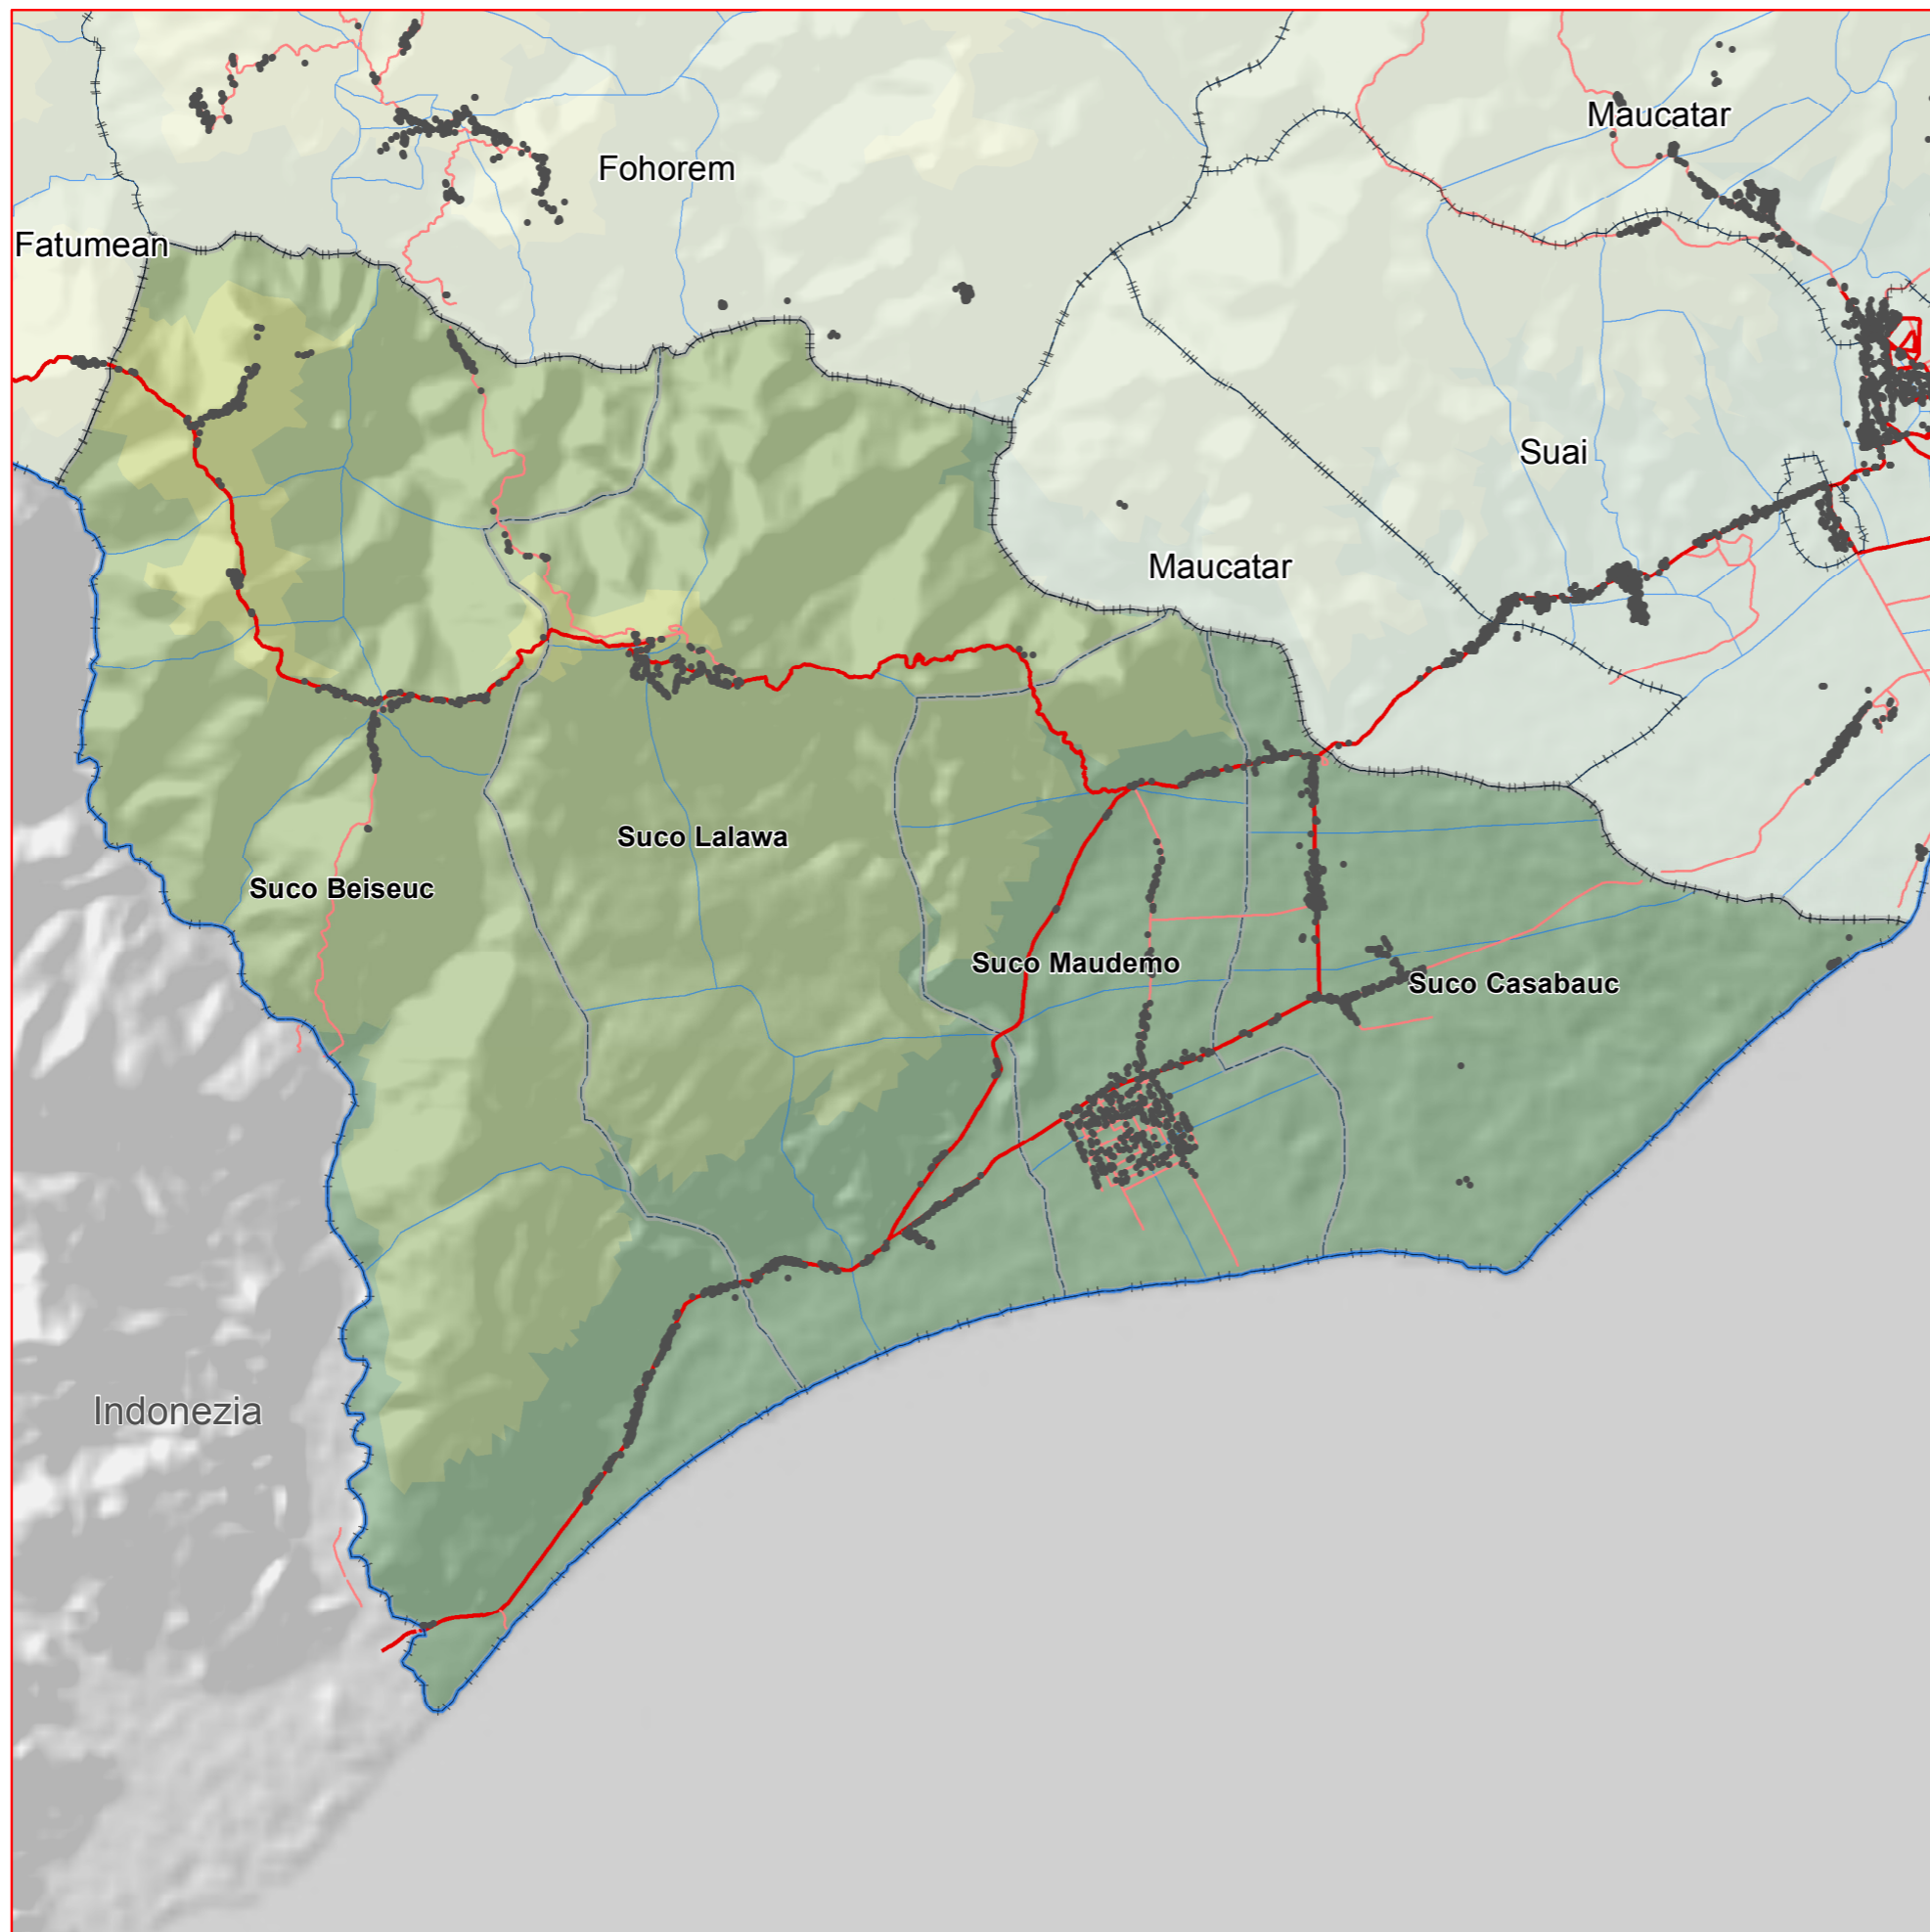 Maucatar
Fohorem
Fatumean
Suai
Maucatar
Suco Lalawa
Suco Beiseuc
Suco Maudemo
Suco Casabauc
Indonezia